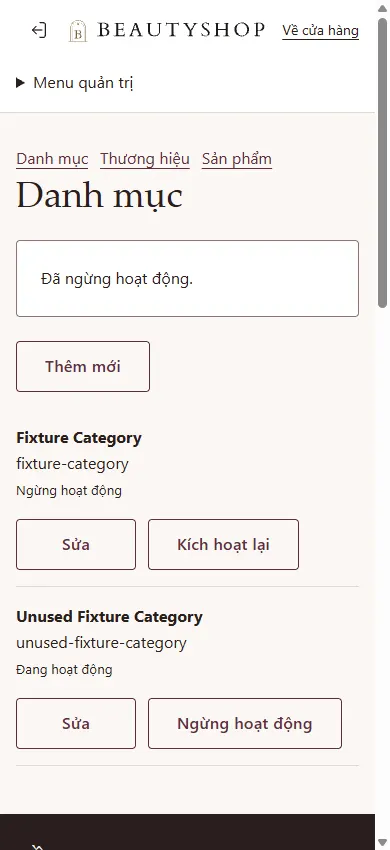 B BEAUTYSHOP Về cửa hàng
Menu quản trị
Danh mục Thương hiệu Sản phẩm
Danh mục
Đã ngừng hoạt động.
Thêm mới
Fixture Category
fixture-category
Ngừng hoạt động
Sửa Kích hoạt lại
Unused Fixture Category
unused-fixture-category
Đang hoạt động
Sửa Ngừng hoạt động